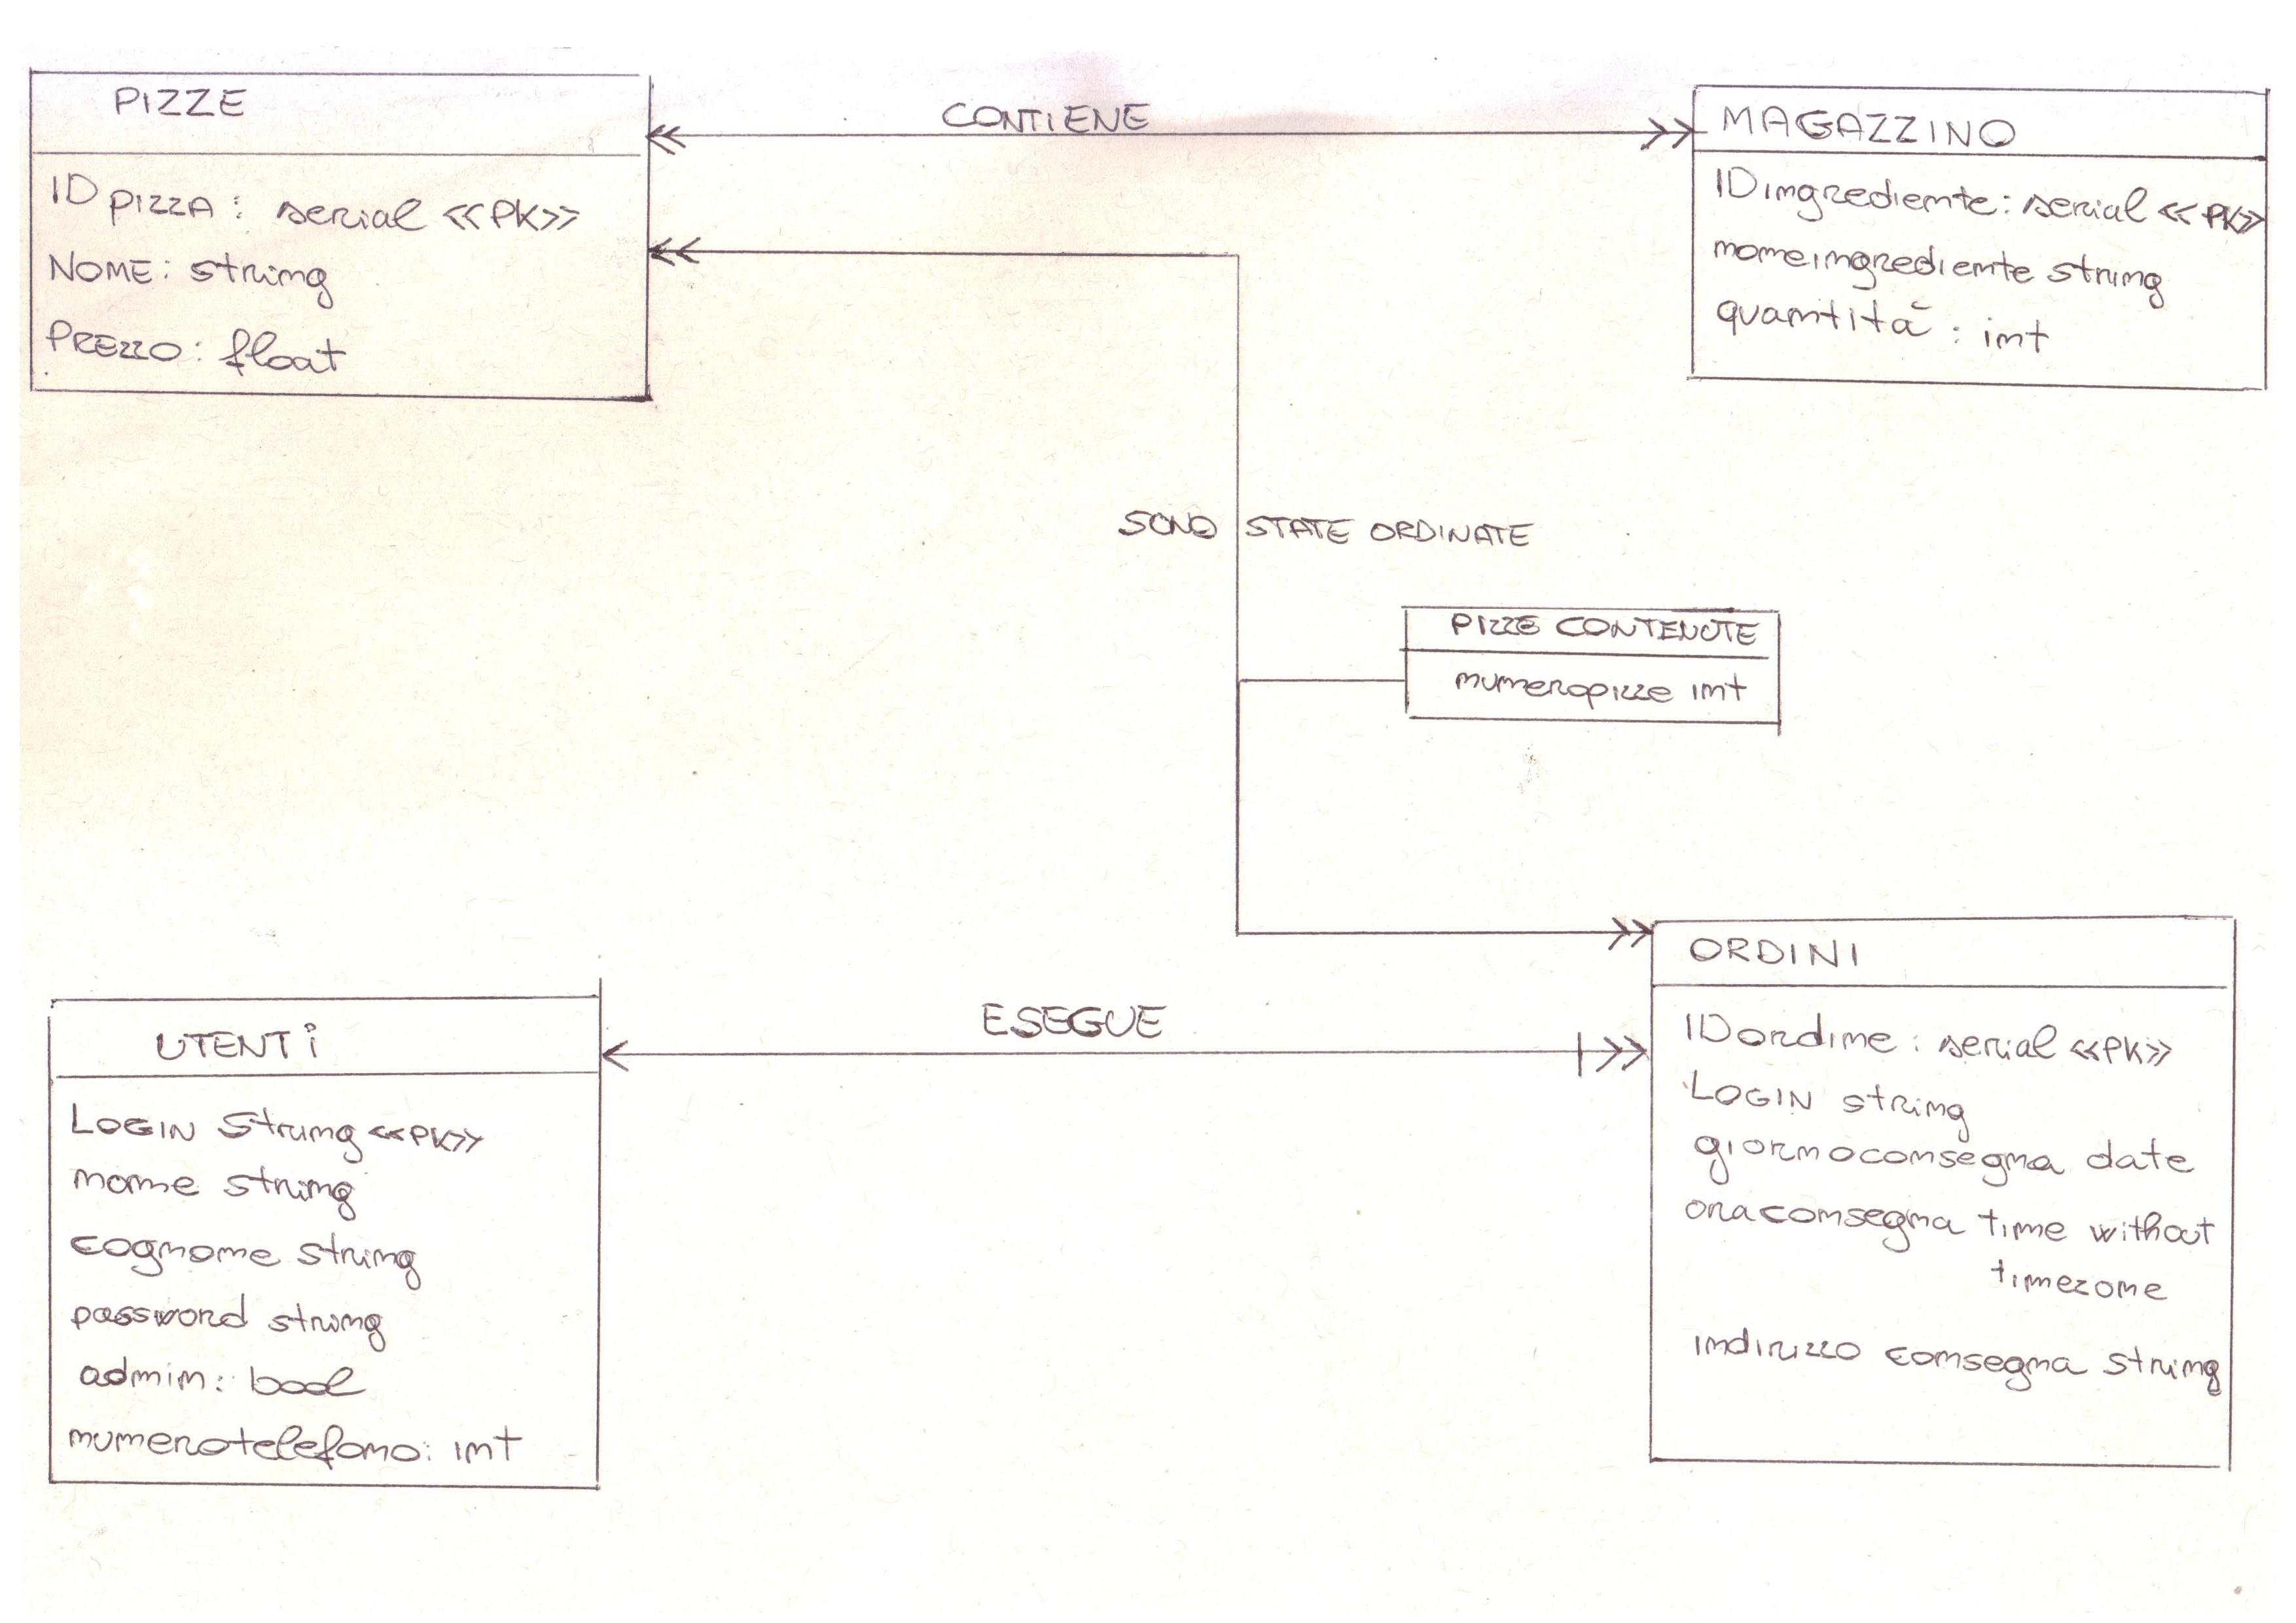 PIZZE
IDPIZZA: serial <<PK>>
NOME: string
PREZZO: float
CONTIENE
MAGAZZINO
IDingrediente: serial <<PK>>
nomeingrediente string
quantità: int
SONO STATE ORDINATE
PIZZE CONTENUTE
numeropizze int
UTENTi
LOGIN string <<PK>>
nome string
cognome string
password string
admin: bool
numerotelefono: int
ESEGUE
ORDINI
IDordine: serial <<PK>>
LOGIN string
giornoconsegna date
oraconsegna time without
timezone
indirizzo consegna string